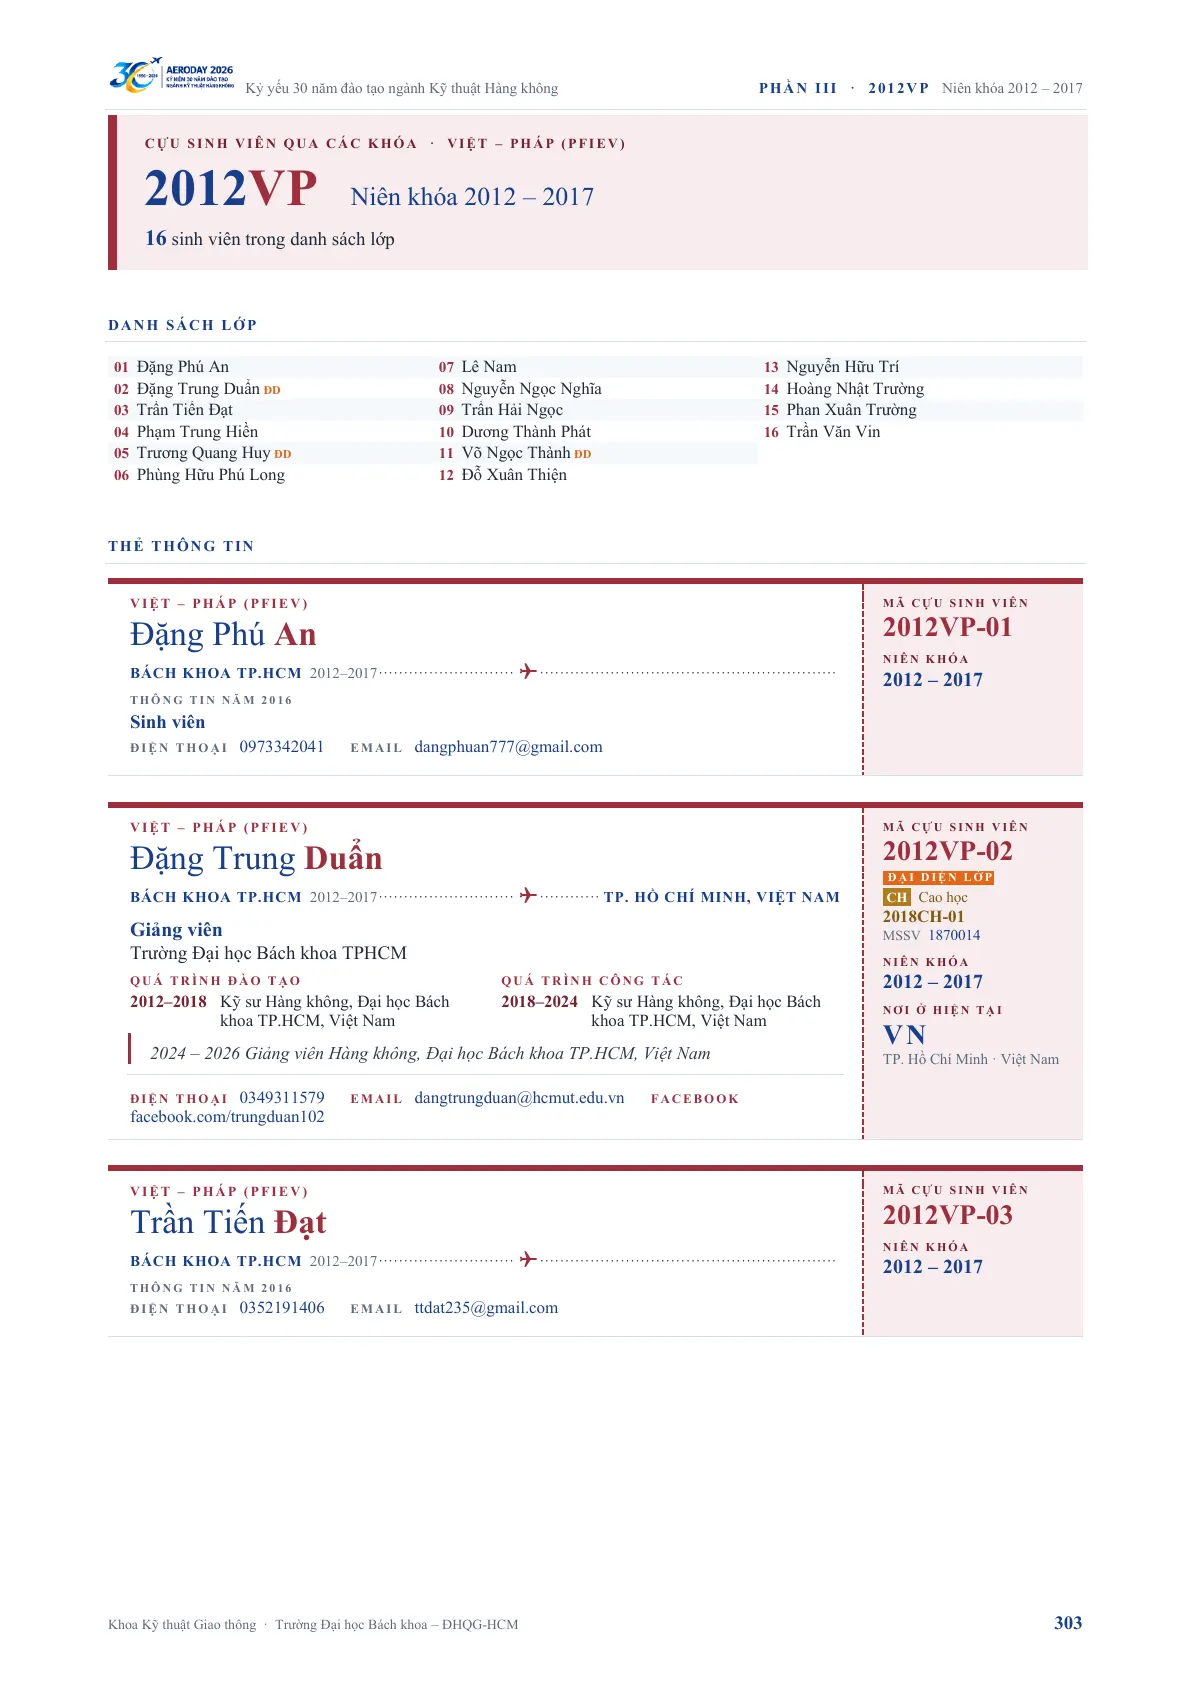 30 1996 - 2026 AERODAY 2026
KỶ NIỆM 30 NĂM ĐÀO TẠO
NGÀNH KỸ THUẬT HÀNG KHÔNG
Kỷ yếu 30 năm đào tạo ngành Kỹ thuật Hàng không
PHẦN III · 2012VP Niên khóa 2012 – 2017
CỰU SINH VIÊN QUA CÁC KHÓA · VIỆT – PHÁP (PFIEV)
2012VP Niên khóa 2012 – 2017
16 sinh viên trong danh sách lớp
DANH SÁCH LỚP
01 Đặng Phú An
02 Đặng Trung Duẩn ĐD
03 Trần Tiến Đạt
04 Phạm Trung Hiền
05 Trương Quang Huy ĐD
06 Phùng Hữu Phú Long
07 Lê Nam
08 Nguyễn Ngọc Nghĩa
09 Trần Hải Ngọc
10 Dương Thành Phát
11 Võ Ngọc Thành ĐD
12 Đỗ Xuân Thiện
13 Nguyễn Hữu Trí
14 Hoàng Nhật Trường
15 Phan Xuân Trường
16 Trần Văn Vin
THẺ THÔNG TIN
VIỆT – PHÁP (PFIEV)
Đặng Phú An
BÁCH KHOA TP.HCM 2012–2017
THÔNG TIN NĂM 2016
Sinh viên
ĐIỆN THOẠI 0973342041 EMAIL dangphuan777@gmail.com
MÃ CỰU SINH VIÊN
2012VP-01
NIÊN KHÓA
2012 – 2017
VIỆT – PHÁP (PFIEV)
Đặng Trung Duẩn
BÁCH KHOA TP.HCM 2012–2017 TP. HỒ CHÍ MINH, VIỆT NAM
Giảng viên
Trường Đại học Bách khoa TPHCM
QUÁ TRÌNH ĐÀO TẠO
2012–2018 Kỹ sư Hàng không, Đại học Bách
khoa TP.HCM, Việt Nam
QUÁ TRÌNH CÔNG TÁC
2018–2024 Kỹ sư Hàng không, Đại học Bách
khoa TP.HCM, Việt Nam
2024 – 2026 Giảng viên Hàng không, Đại học Bách khoa TP.HCM, Việt Nam
ĐIỆN THOẠI 0349311579 EMAIL dangtrungduan@hcmut.edu.vn FACEBOOK
facebook.com/trungduan102
MÃ CỰU SINH VIÊN
2012VP-02
ĐẠI DIỆN LỚP
CH Cao học
2018CH-01
MSSV 1870014
NIÊN KHÓA
2012 – 2017
NƠI Ở HIỆN TẠI
VN
TP. Hồ Chí Minh · Việt Nam
VIỆT – PHÁP (PFIEV)
Trần Tiến Đạt
BÁCH KHOA TP.HCM 2012–2017
THÔNG TIN NĂM 2016
ĐIỆN THOẠI 0352191406 EMAIL ttdat235@gmail.com
MÃ CỰU SINH VIÊN
2012VP-03
NIÊN KHÓA
2012 – 2017
Khoa Kỹ thuật Giao thông · Trường Đại học Bách khoa – ĐHQG-HCM
303